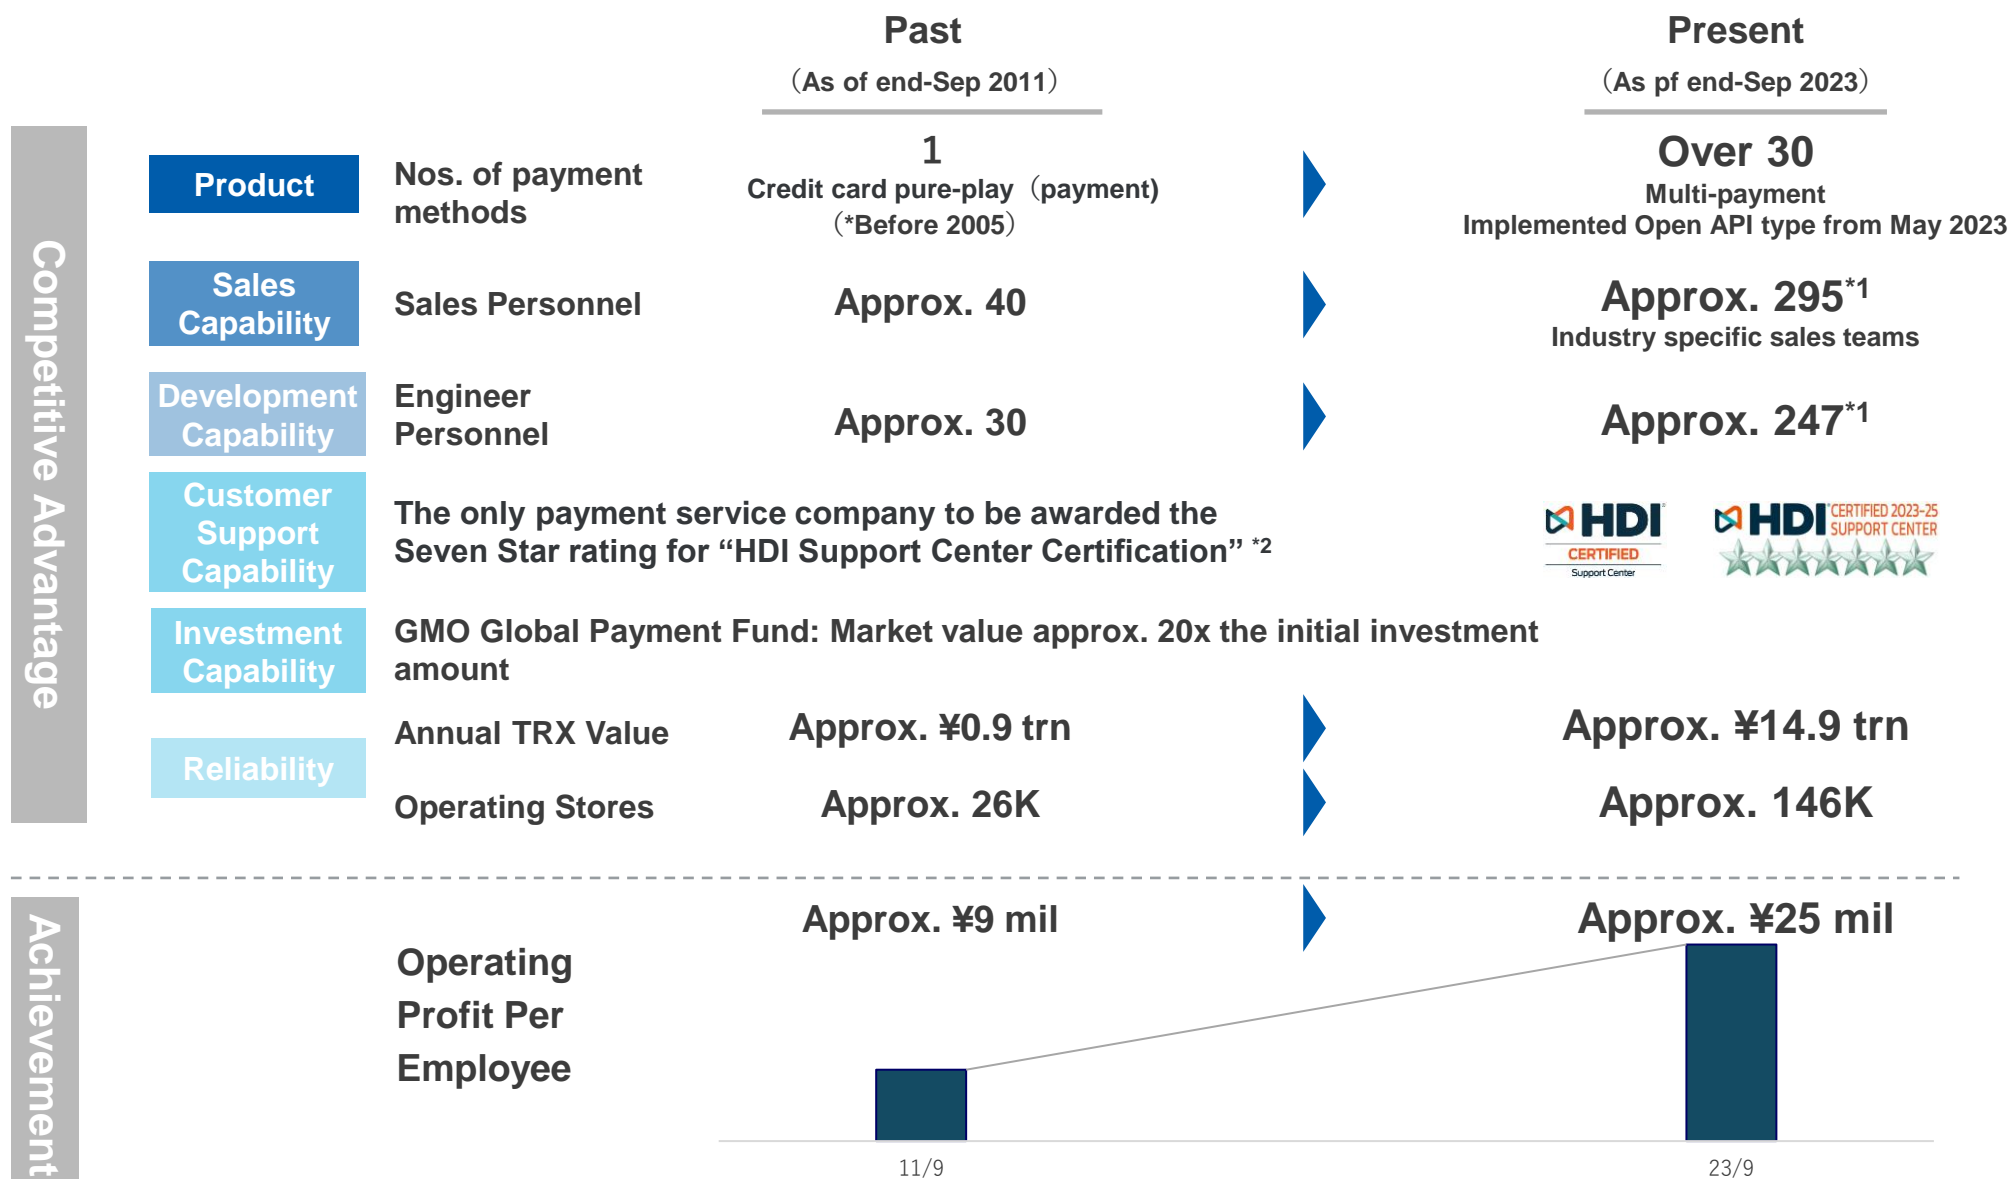 Past
（As of end-Sep 2011）
Present
（As pf end-Sep 2023）
Competitive Advantage
Product
Nos. of payment
methods
1
Credit card pure-play（payment)
（*Before 2005）
Over 30
Multi-payment
Implemented Open API type from May 2023
Sales
Capability
Sales Personnel
Approx. 40
Approx. 295*1
Industry specific sales teams
Development
Capability
Engineer
Personnel
Approx. 30
Approx. 247*1
Customer
Support
Capability
The only payment service company to be awarded the
Seven Star rating for “HDI Support Center Certification” *2
HDI
CERTIFIED
Support Center
HDI CERTIFIED 2023-25
SUPPORT CENTER
Investment
Capability
GMO Global Payment Fund: Market value approx. 20x the initial investment
amount
Reliability
Annual TRX Value
Approx. ¥0.9 trn
Approx. ¥14.9 trn
Operating Stores
Approx. 26K
Approx. 146K
Achievement
Operating
Profit Per
Employee
Approx. ¥9 mil
Approx. ¥25 mil
11/9
23/9